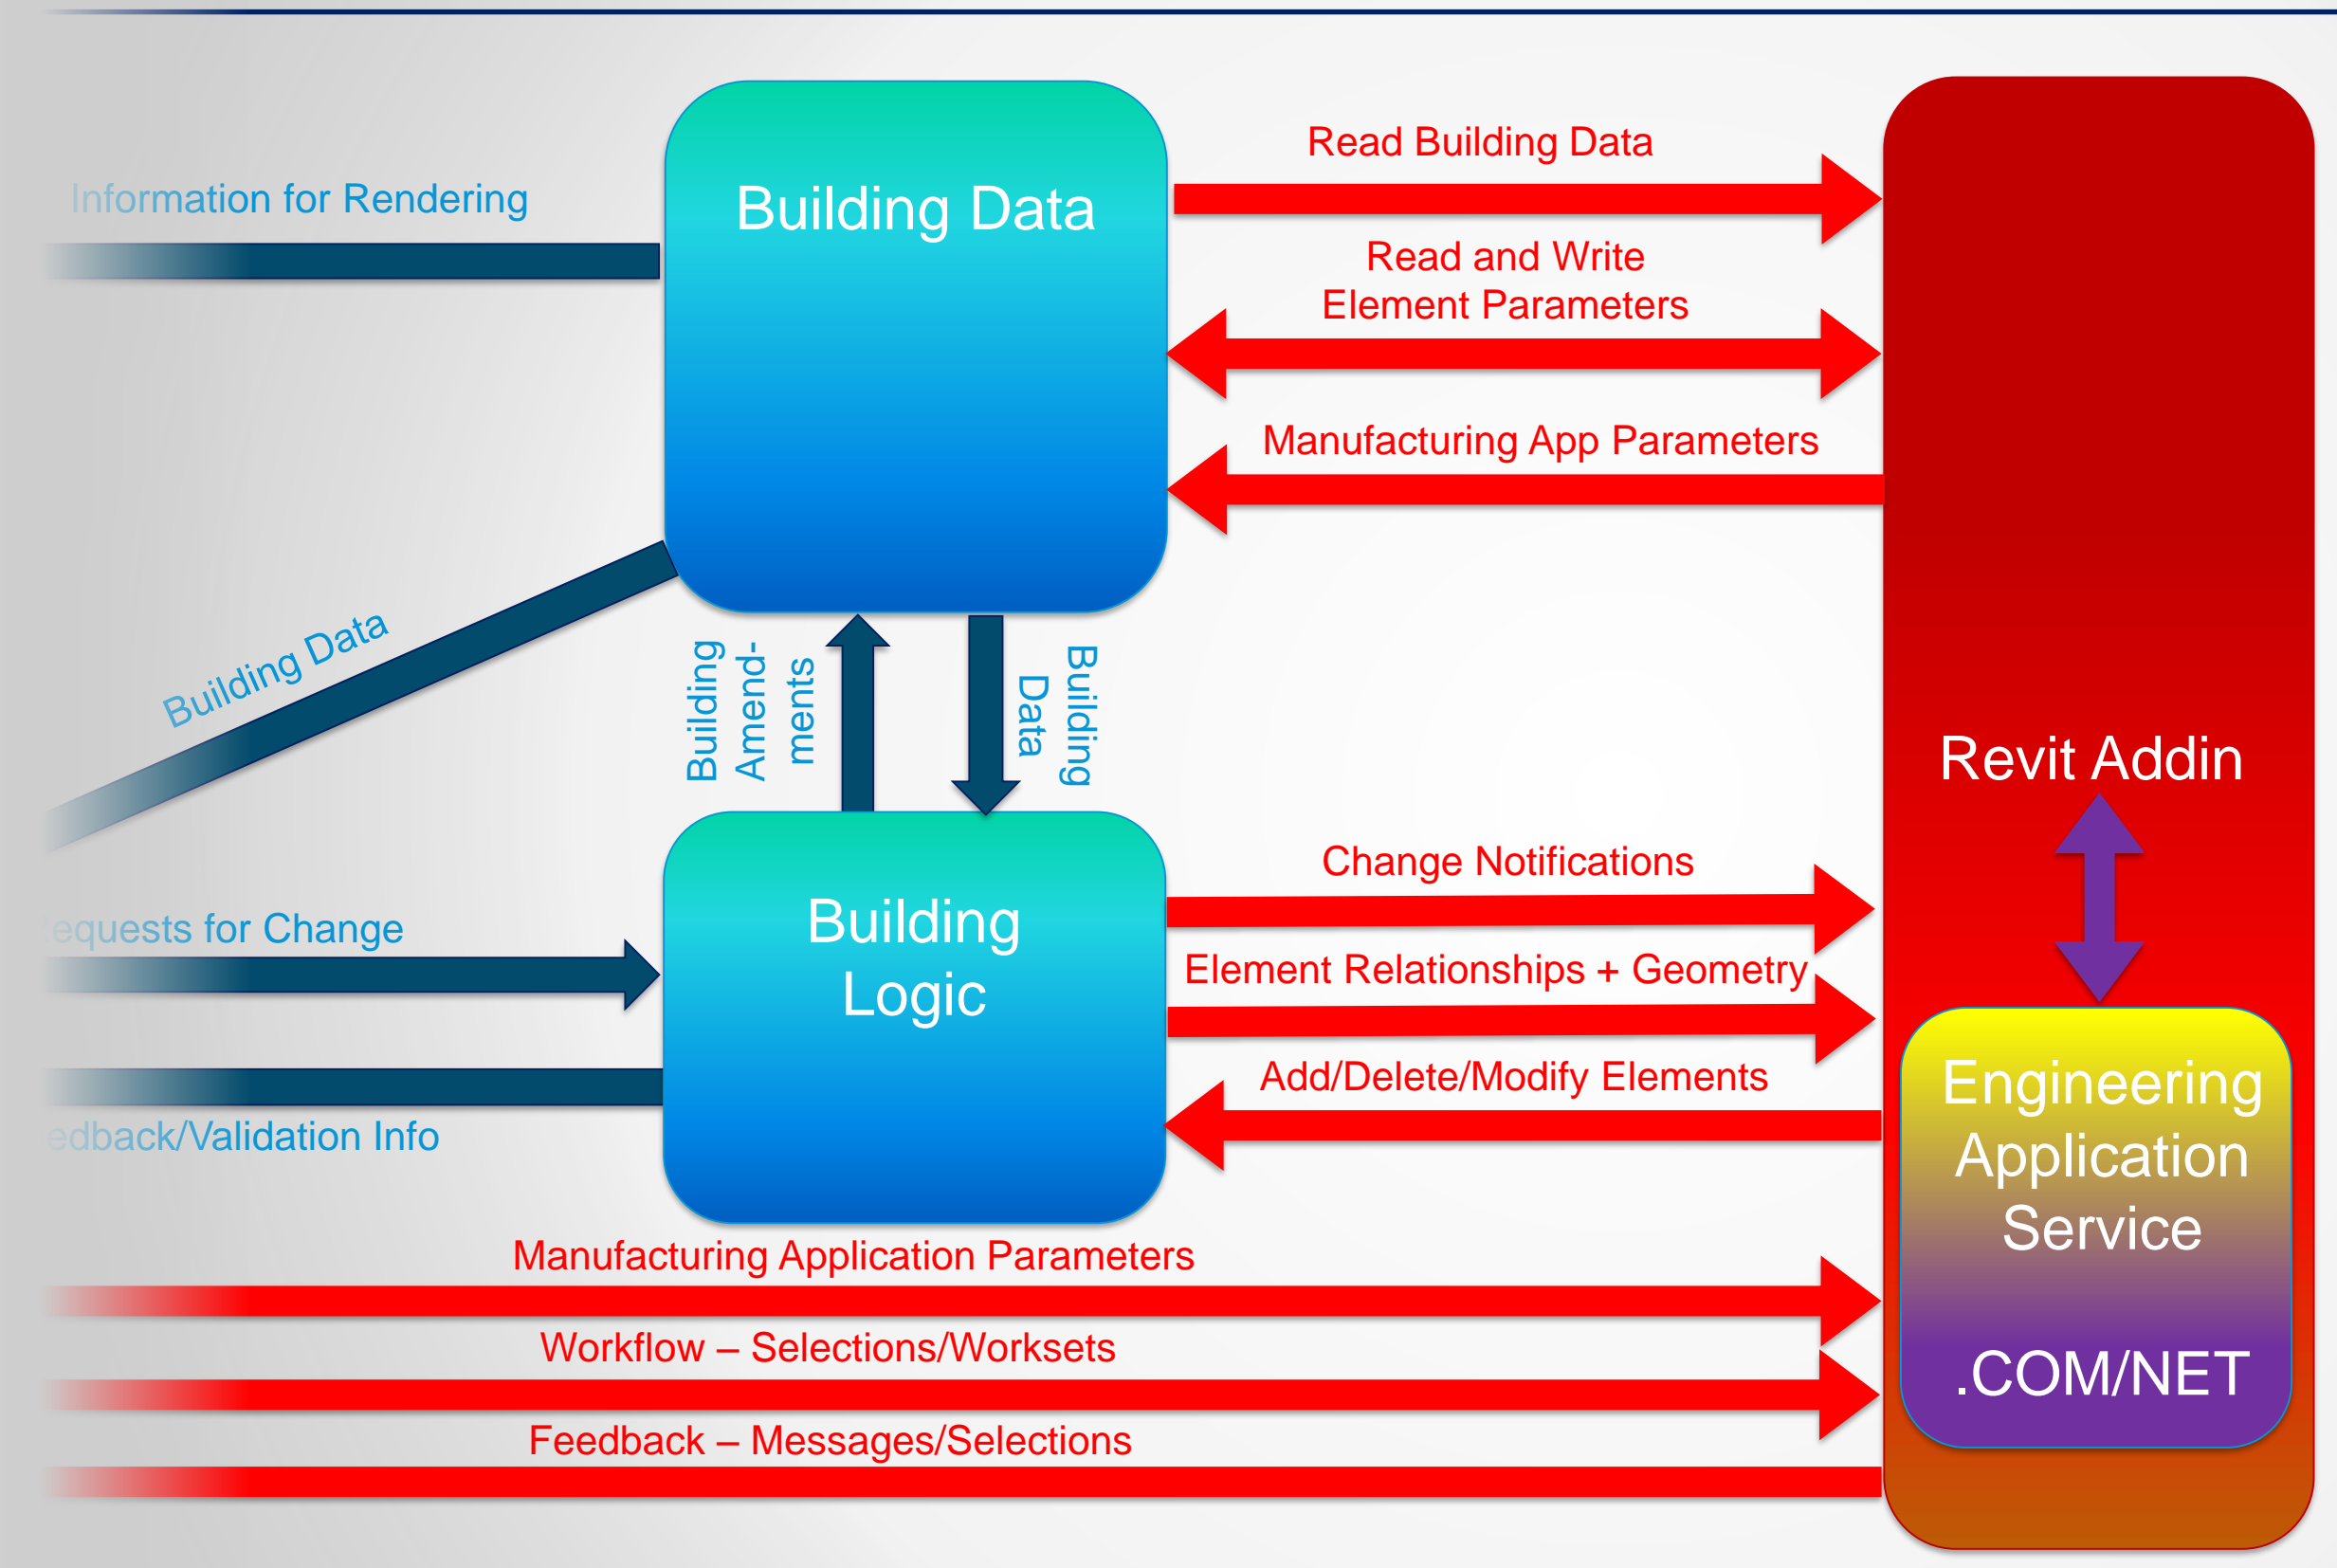 Information for Rendering
Building Data
Read Building Data
Read and Write
Element Parameters
Manufacturing App Parameters
Building Data
Building
Amend-
ments
Building
Data
Revit Addin
equests for Change
Building
Logic
Change Notifications
Element Relationships + Geometry
Add/Delete/Modify Elements
edback/Validation Info
Engineering
Application
Service
.COM/NET
Manufacturing Application Parameters
Workflow – Selections/Worksets
Feedback – Messages/Selections